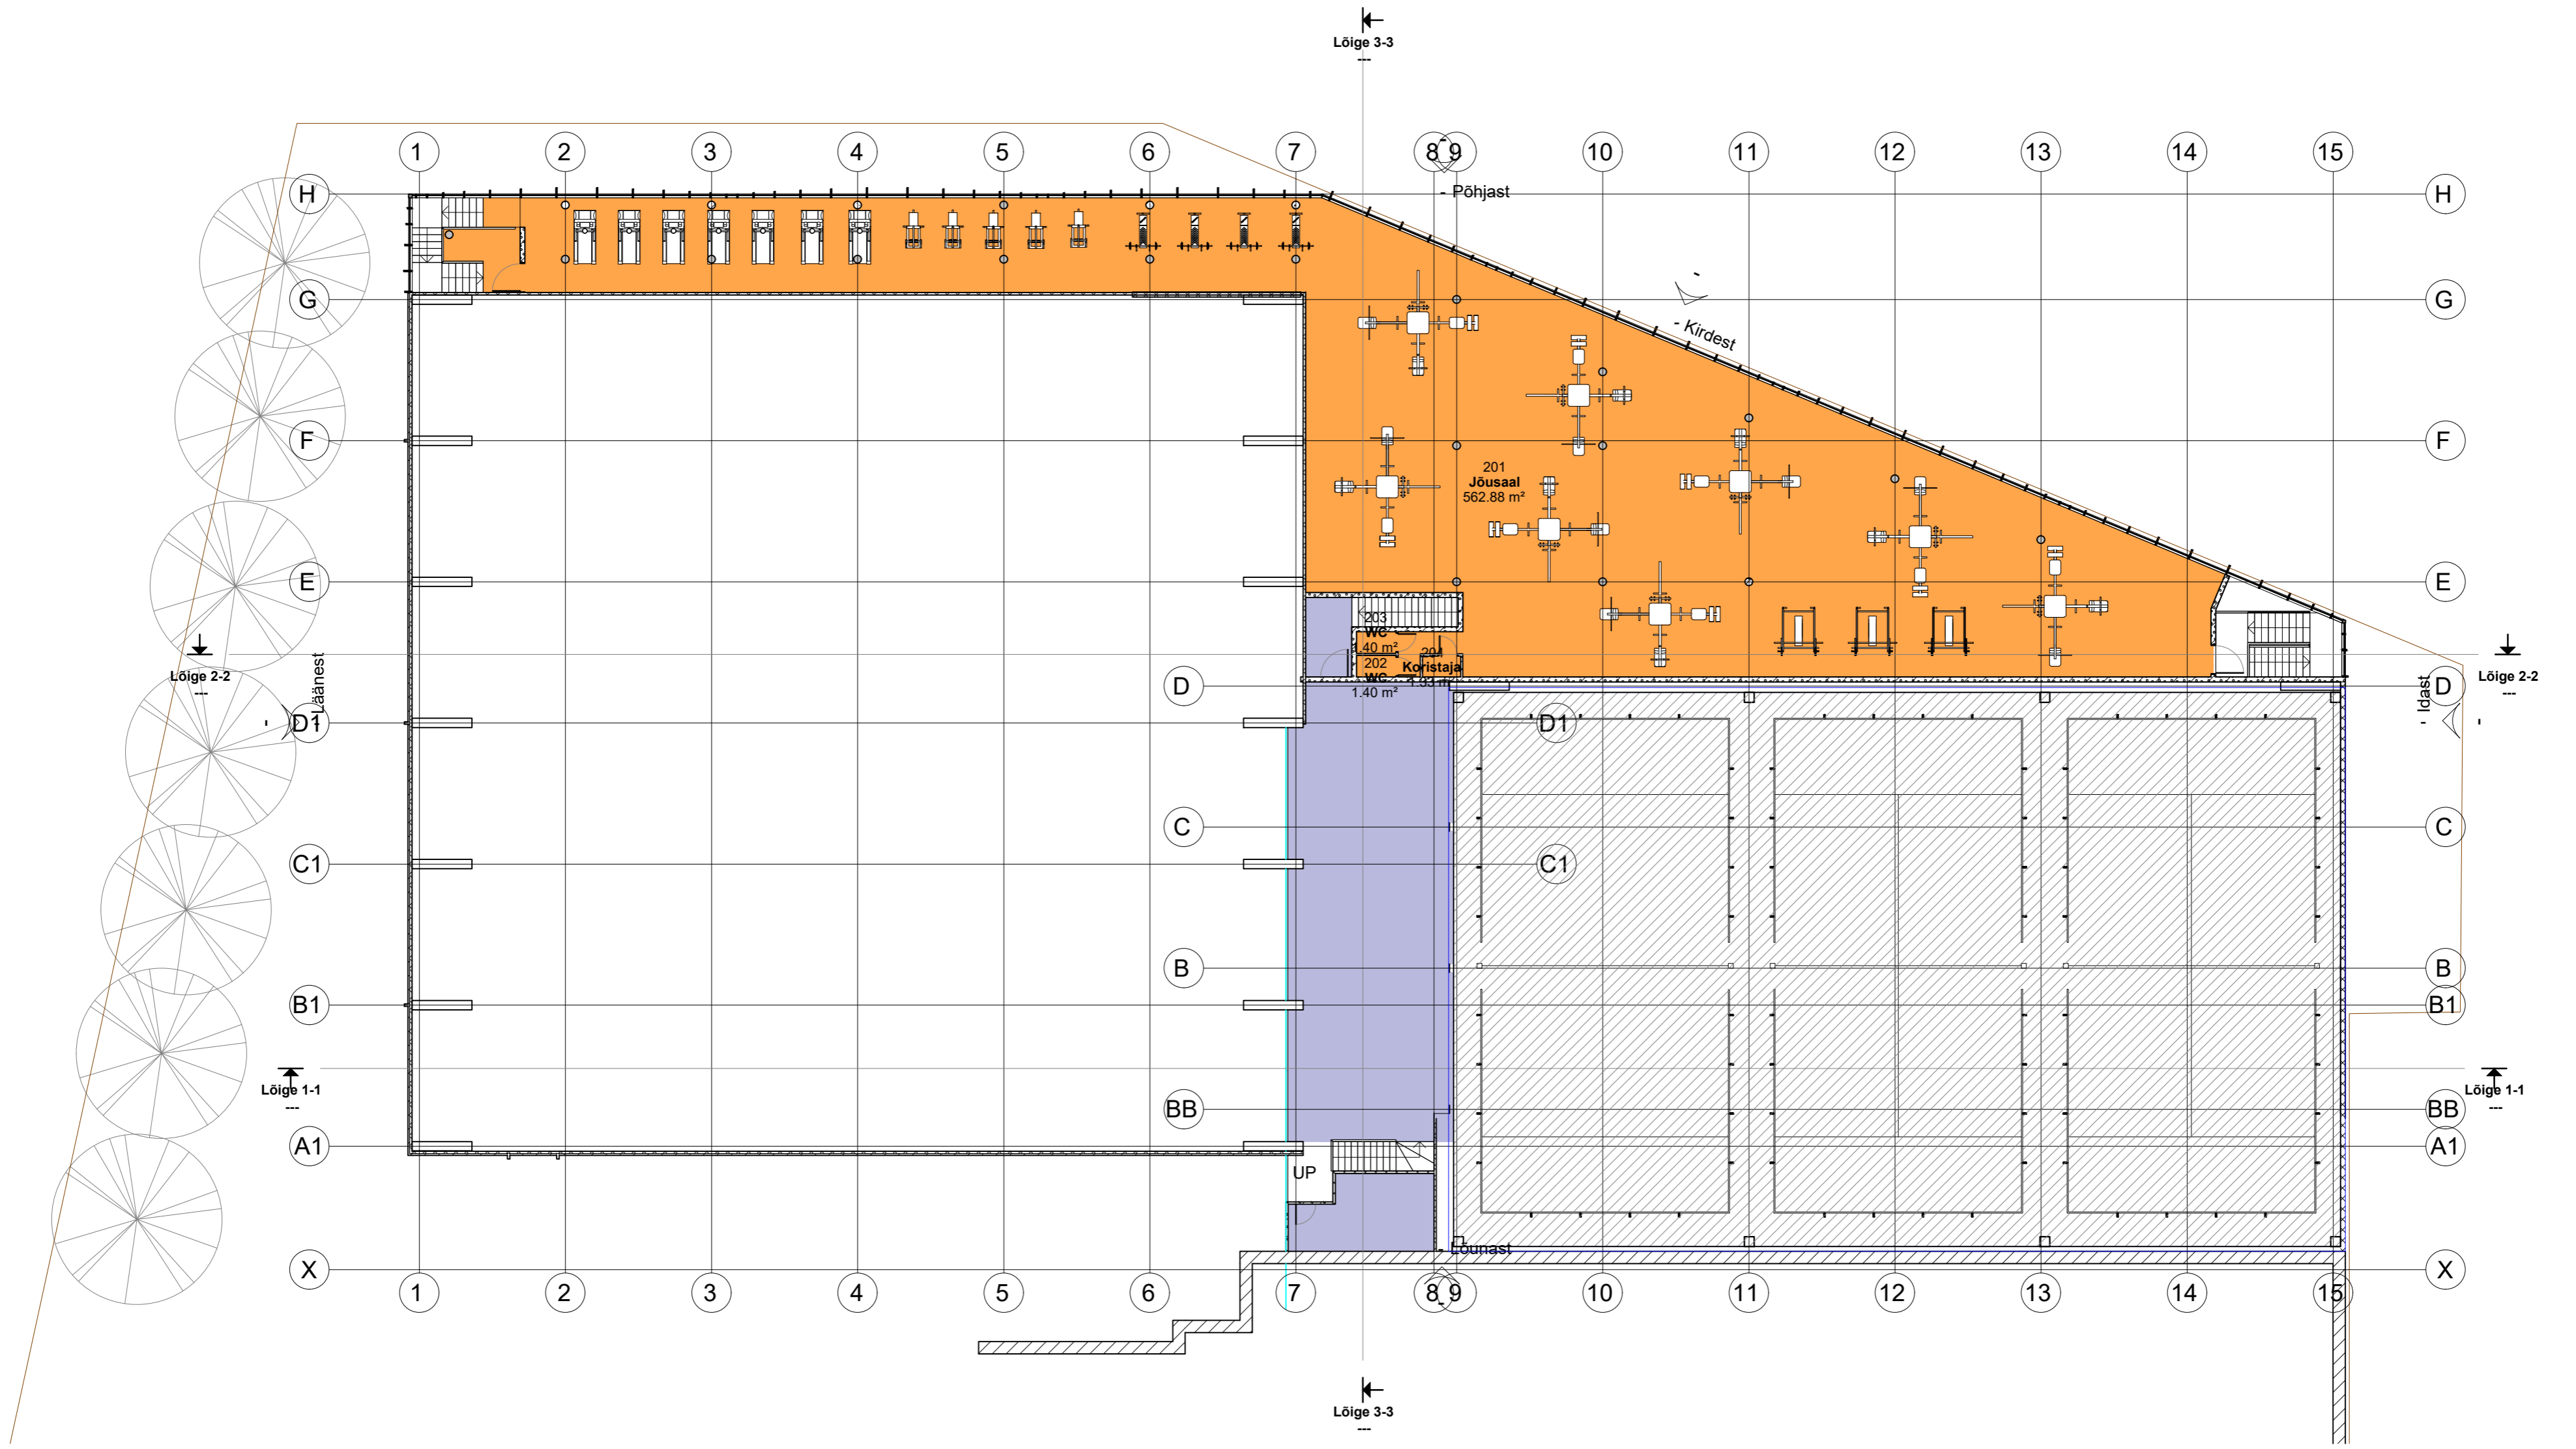 Lõige 3-3
---
1 2 3 4 5 6 7 8 9 10 11 12 13 14 15
H - Põhjast H
G G
- Kirdest
F F
201
Jõusaal
562.88 m²
E E
203
WC
.40 m²
204
202
Koristaja
WC
1.40 m²
D D
Lõige 2-2
---
- Läänest
Lõige 2-2
---
- Idast
D1 D1
C C
C1 C1
B B
B1 B1
Lõige 1-1
---
Lõige 1-1
---
BB BB
A1 A1
UP
- Lõunast
X X
1 2 3 4 5 6 7 8 9 10 11 12 13 14 15
Lõige 3-3
---